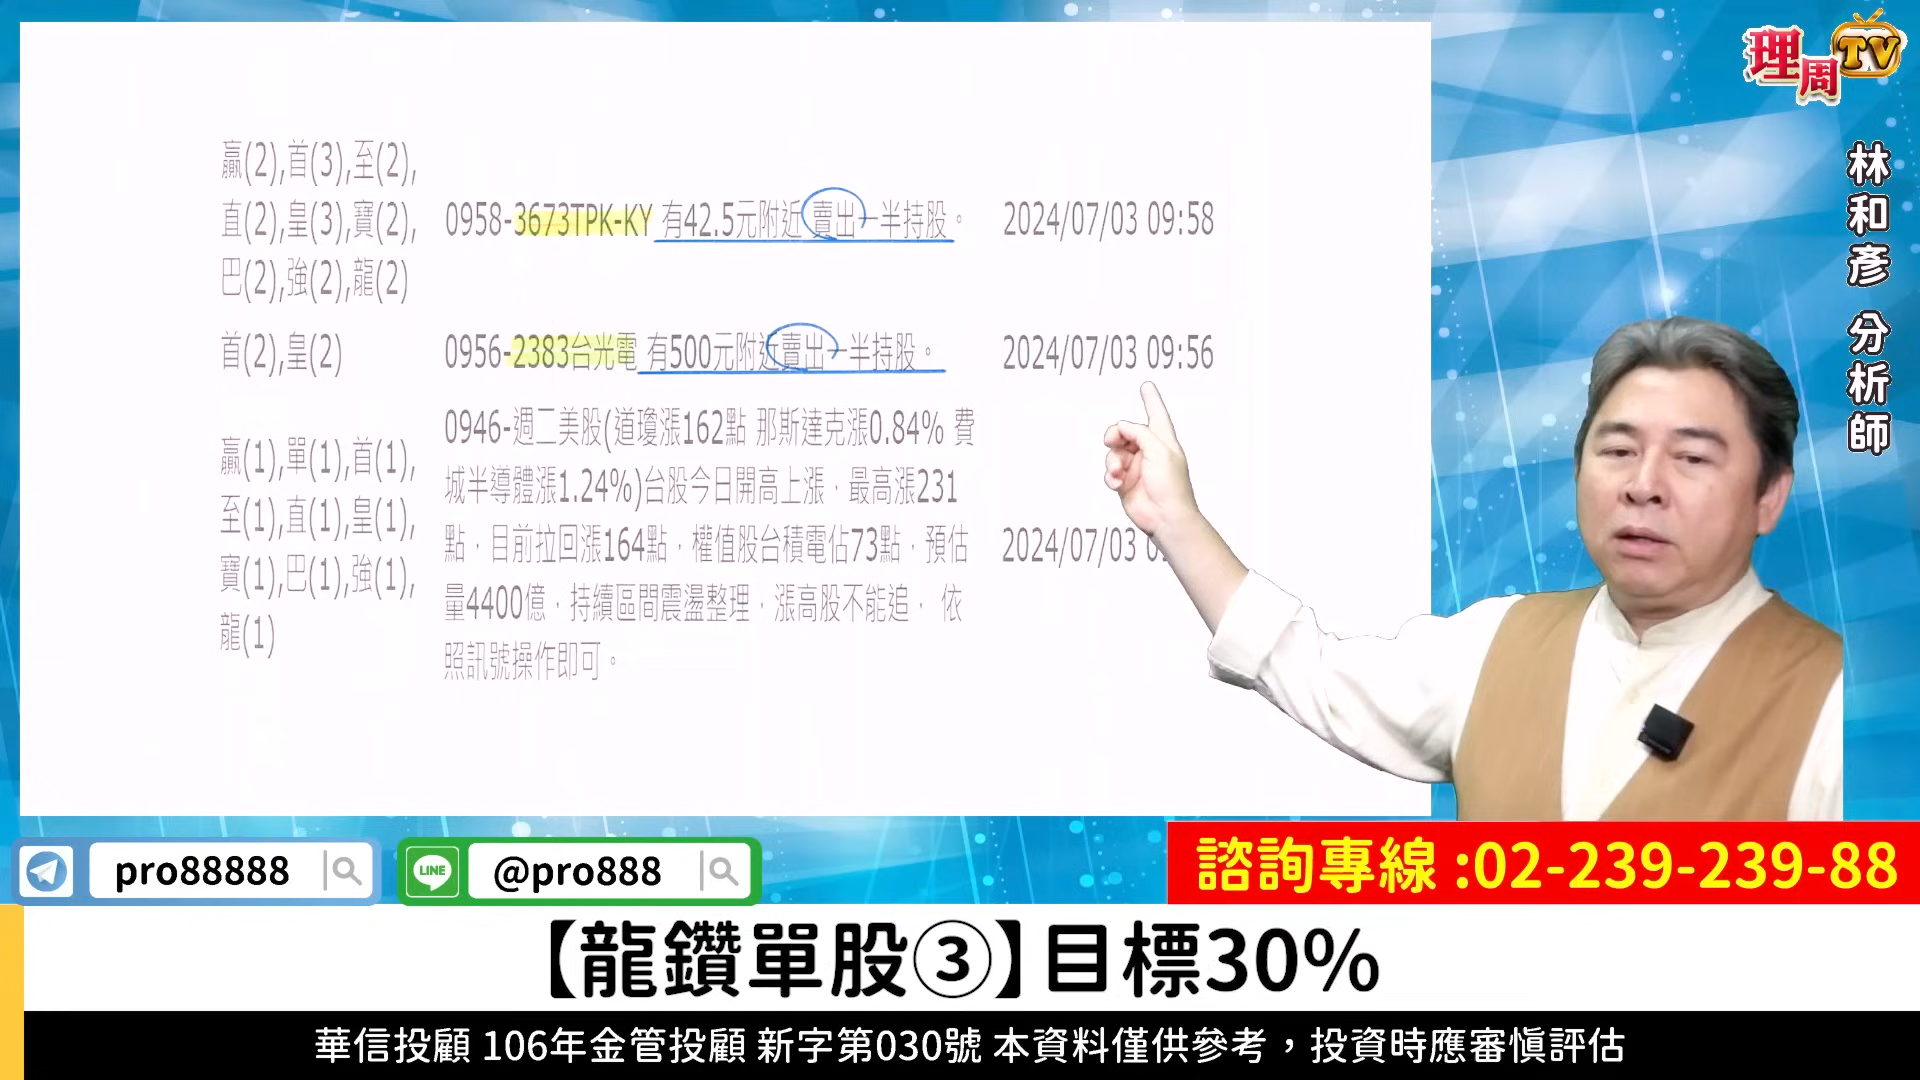 理周TV
林和彥 分析師
贏(2),首(3),至(2),
直(2),皇(3),寶(2),
巴(2),強(2),龍(2)
0958-3673TPK-KY 有42.5元附近 賣出一半持股。
2024/07/03 09:58
首(2),皇(2)
0956-2383台光電 有500元附近賣出一半持股。
2024/07/03 09:56
贏(1),單(1),首(1),
至(1),直(1),皇(1),
寶(1),巴(1),強(1),
龍(1)
0946-週二美股(道瓊漲162點 那斯達克漲0.84% 費
城半導體漲1.24%)台股今日開高上漲，最高漲231
點，目前拉回漲164點，權值股台積電佔73點，預估
量4400億，持續區間震盪整理，漲高股不能追， 依
照訊號操作即可。
2024/07/03
pro88888
LINE
@pro888
諮詢專線 :02-239-239-88
【龍鑽單股③】目標30%
華信投顧 106年金管投顧 新字第030號 本資料僅供參考，投資時應審慎評估